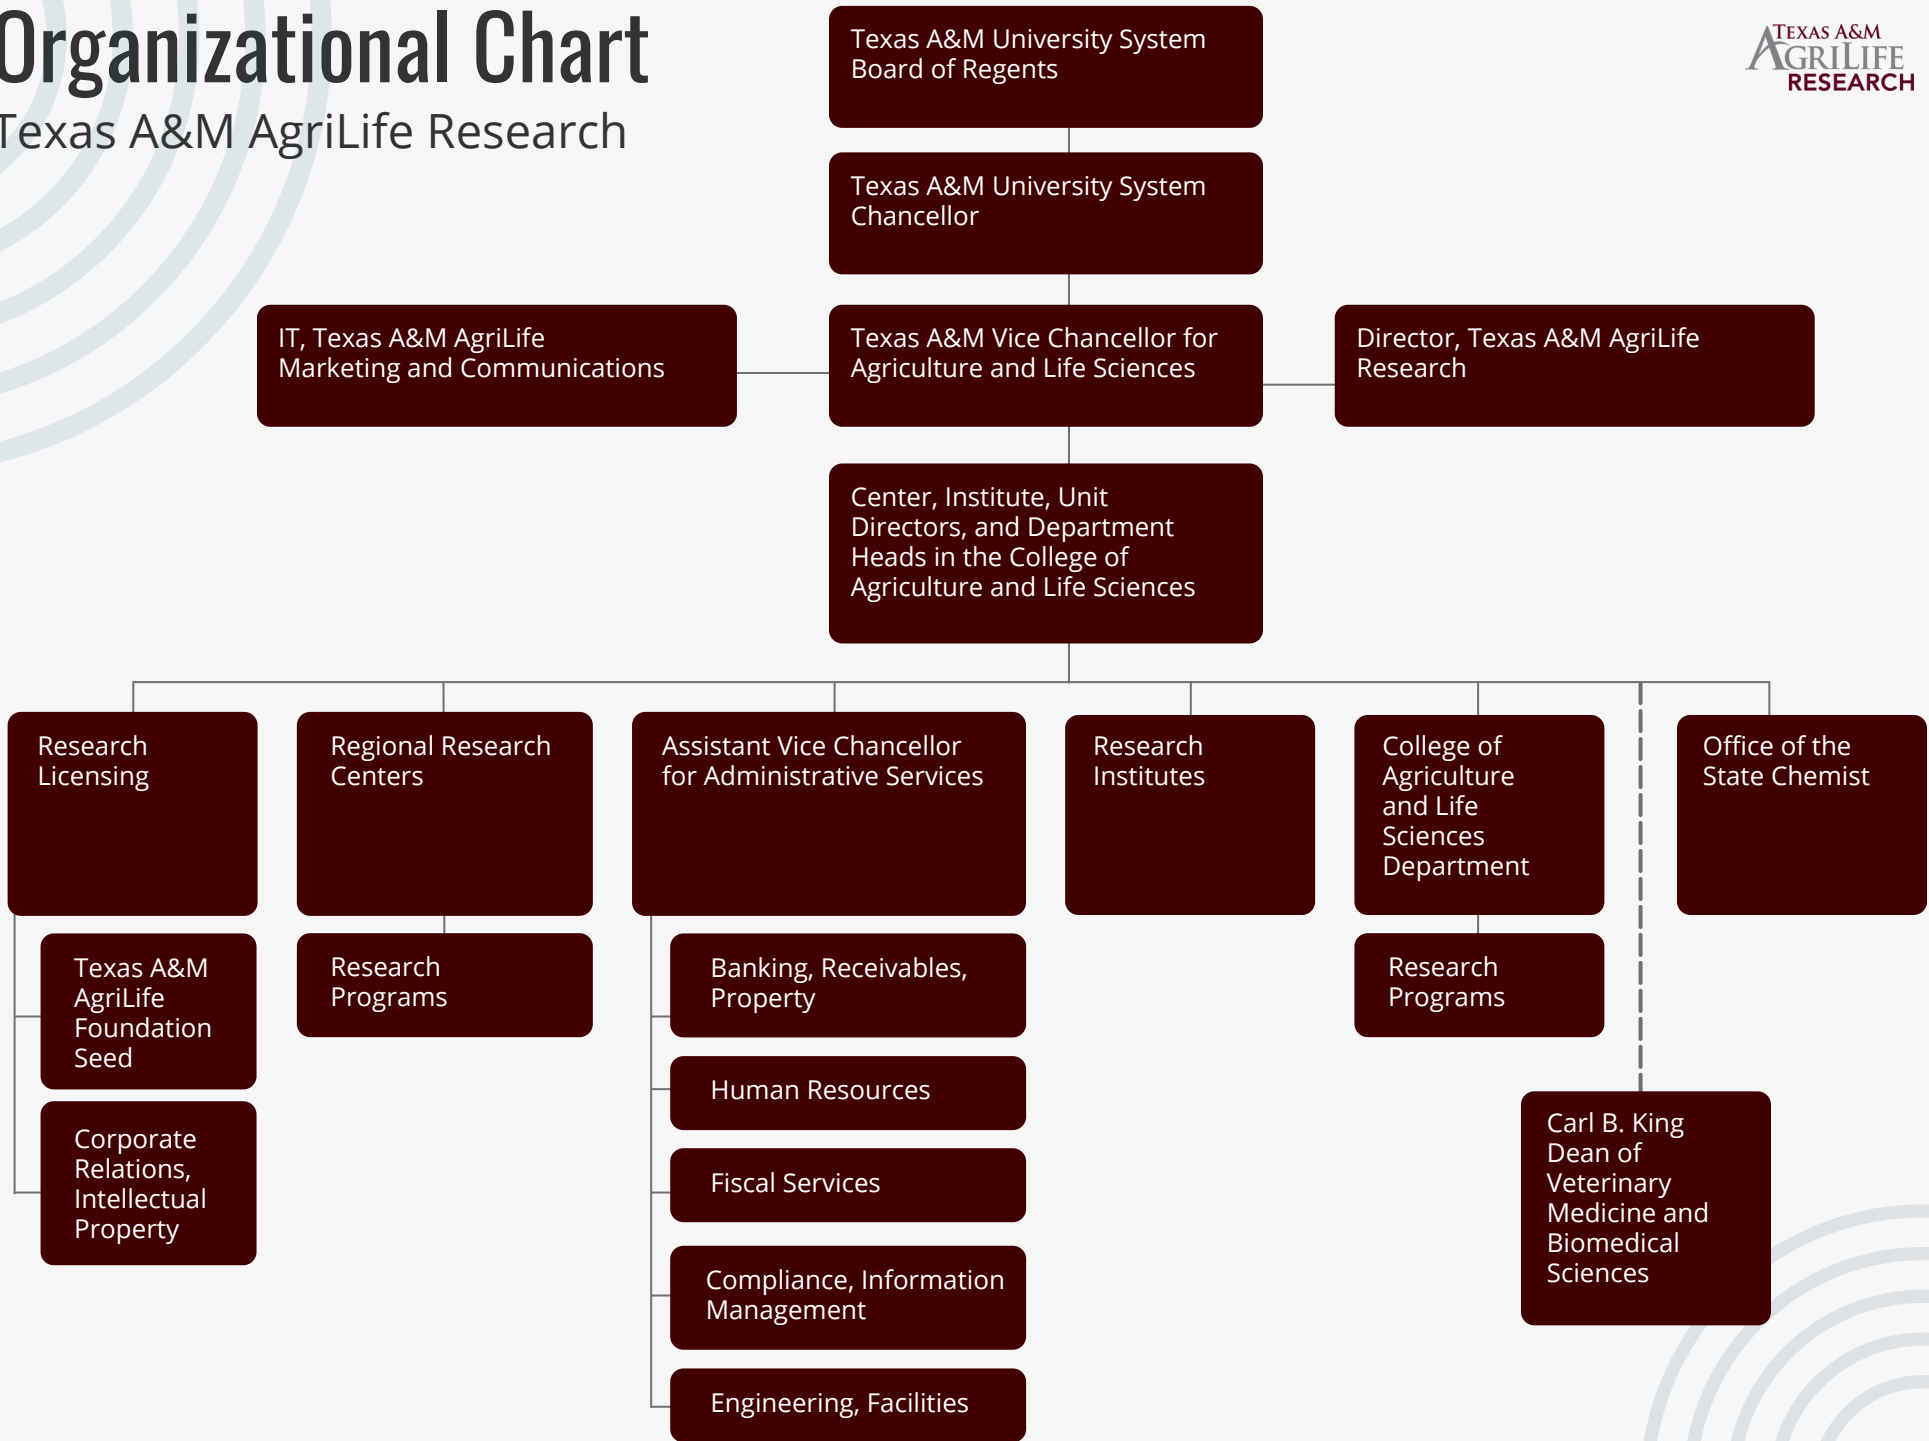 Organizational Chart
Texas A&M AgriLife Research
TEXAS A&M
AGRILIFE
RESEARCH
Texas A&M University System
Board of Regents
Texas A&M University System
Chancellor
IT, Texas A&M AgriLife
Marketing and Communications
Texas A&M Vice Chancellor for
Agriculture and Life Sciences
Director, Texas A&M AgriLife
Research
Center, Institute, Unit
Directors, and Department
Heads in the College of
Agriculture and Life Sciences
Research
Licensing
Regional Research
Centers
Assistant Vice Chancellor
for Administrative Services
Research
Institutes
College of
Agriculture
and Life
Sciences
Department
Office of the
State Chemist
Texas A&M
AgriLife
Foundation
Seed
Corporate
Relations,
Intellectual
Property
Research
Programs
Banking, Receivables,
Property
Human Resources
Fiscal Services
Compliance, Information
Management
Engineering, Facilities
Research
Programs
Carl B. King
Dean of
Veterinary
Medicine and
Biomedical
Sciences